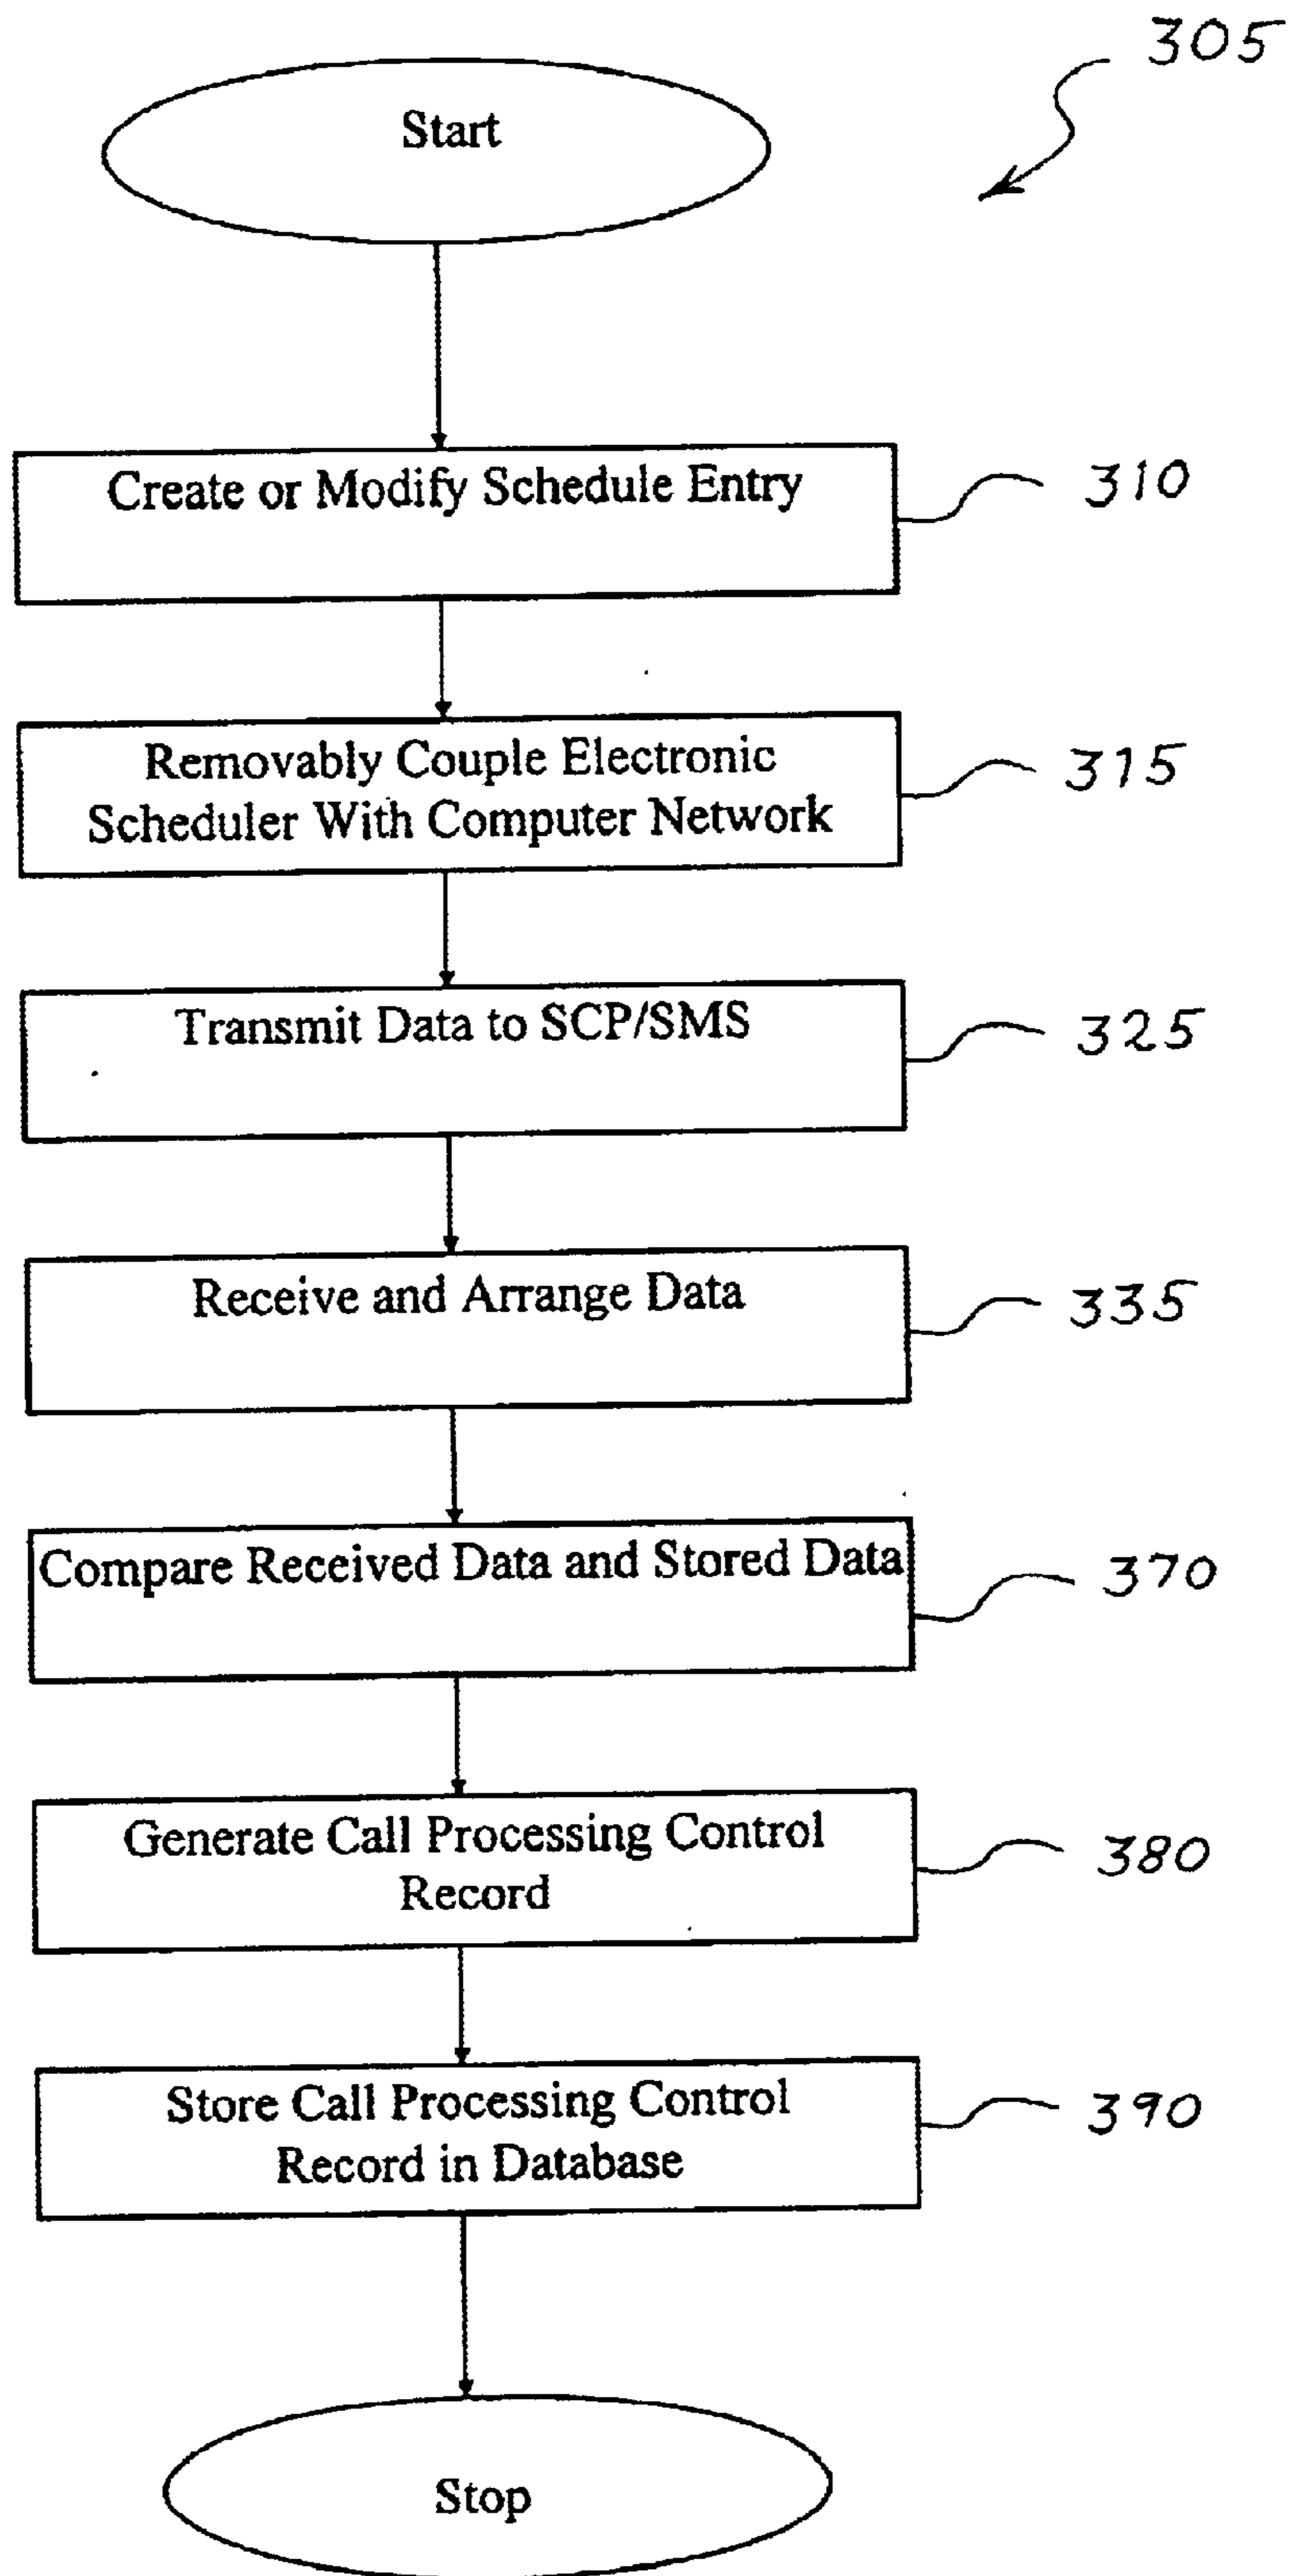 305
Start
Create or Modify Schedule Entry
310
Removably Couple Electronic
Scheduler With Computer Network
315
Transmit Data to SCP/SMS
325
Receive and Arrange Data
335
Compare Received Data and Stored Data
370
Generate Call Processing Control
Record
380
Store Call Processing Control
Record in Database
390
Stop